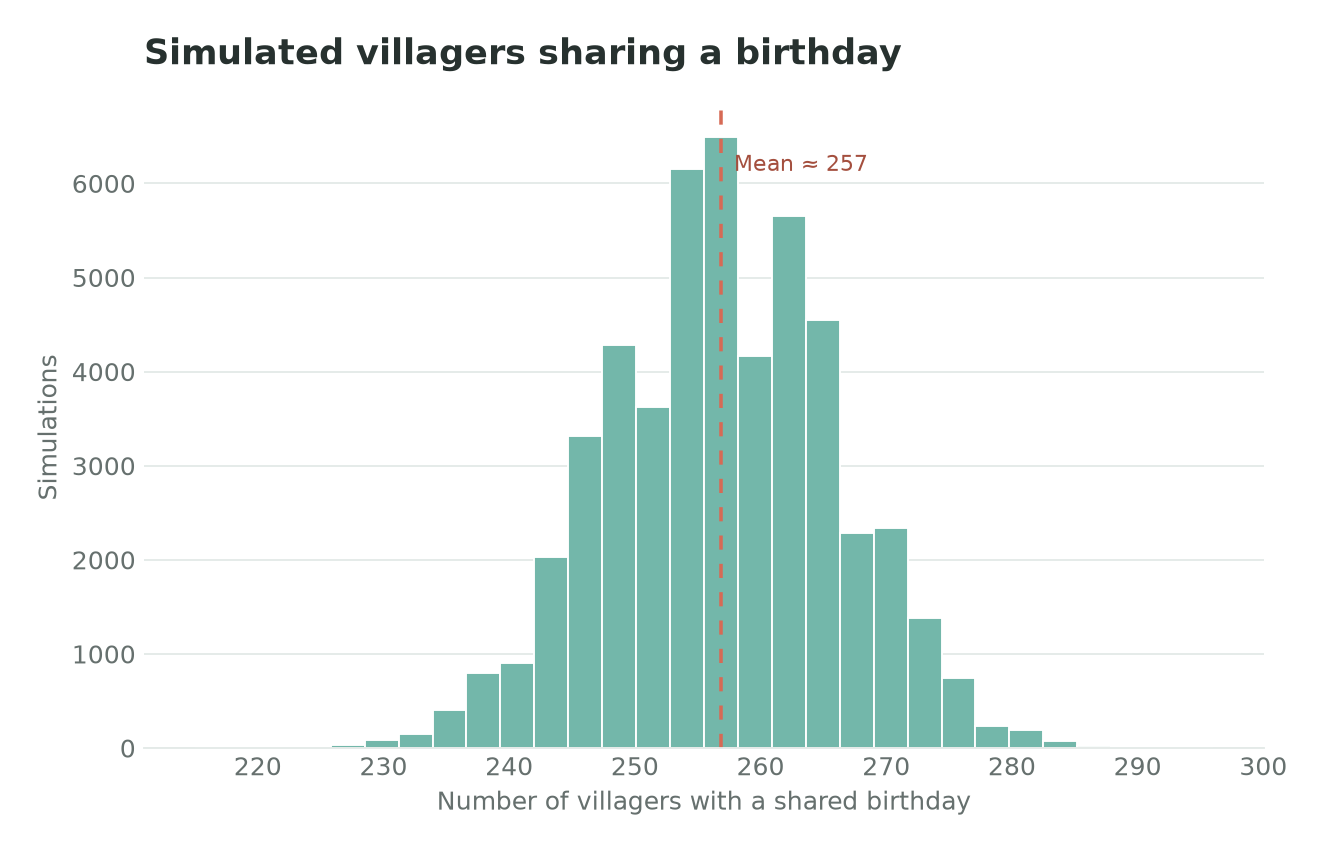 Simulated villagers sharing a birthday
Mean ≈ 257
6000
5000
4000
3000
2000
1000
0
Simulations
220 230 240 250 260 270 280 290 300
Number of villagers with a shared birthday